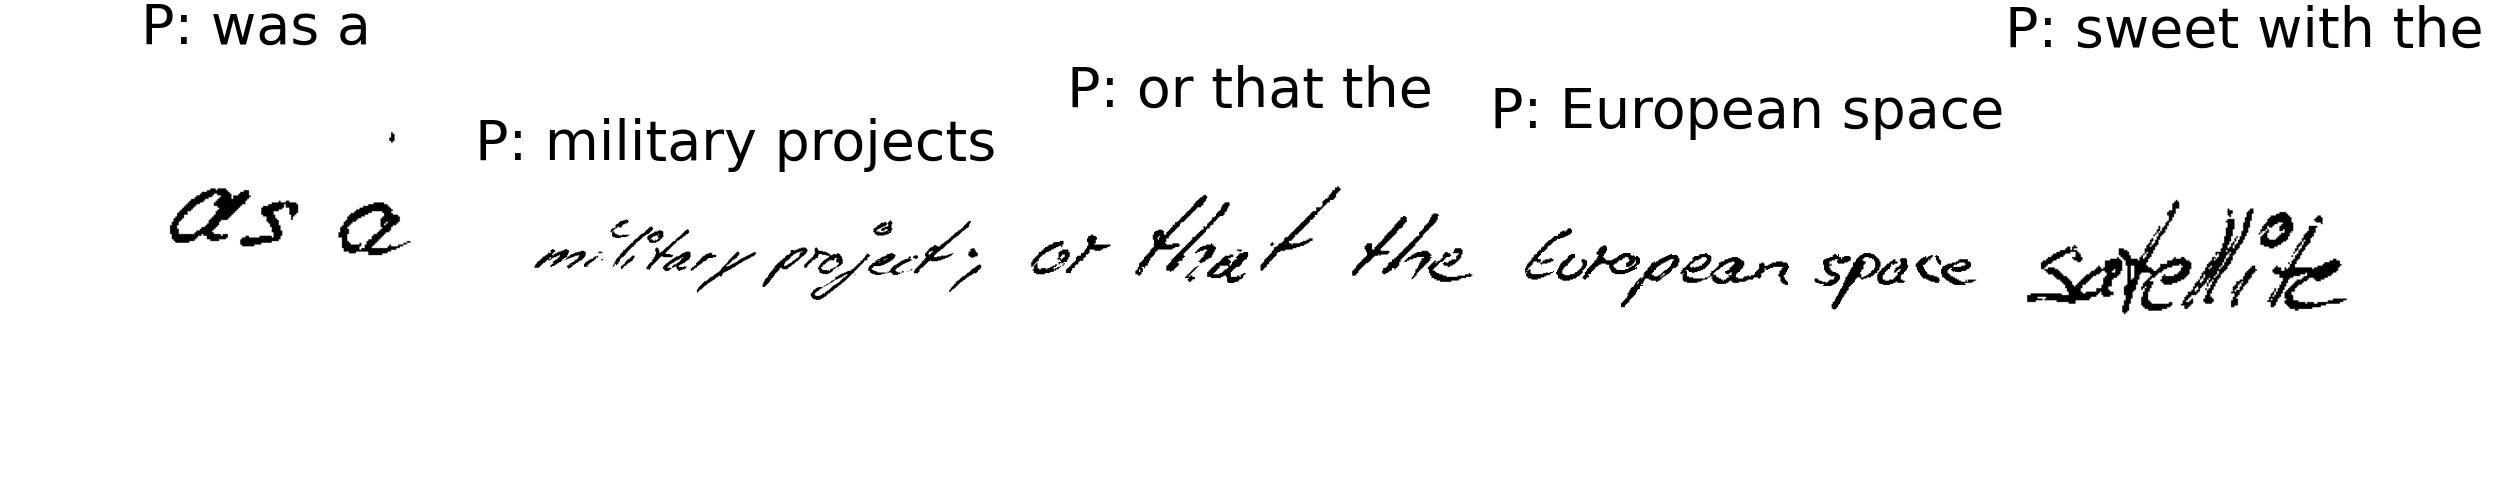 P: was a
P: military projects
P: or that the
P: European space
P: sweet with the
as a military projects, or that the European space satellite